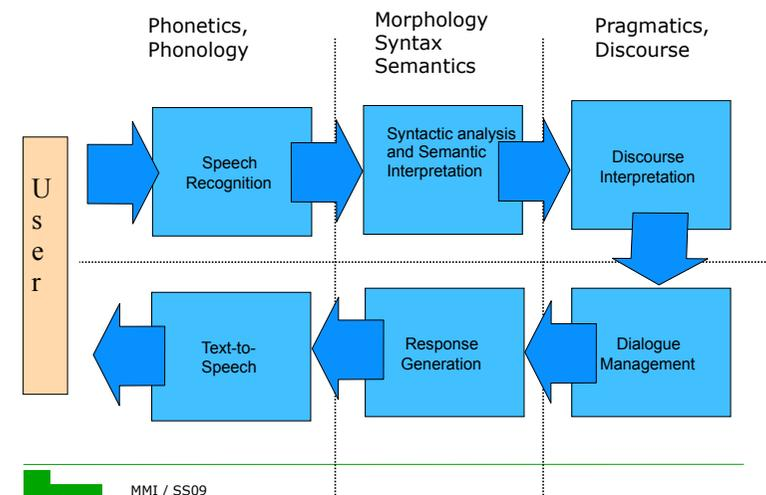 Phonetics,
Phonology
Morphology
Syntax
Semantics
Pragmatics,
Discourse
User
Speech
Recognition
Syntactic analysis
and Semantic
Interpretation
Discourse
Interpretation
Text-to-
Speech
Response
Generation
Dialogue
Management
MMI / SS09